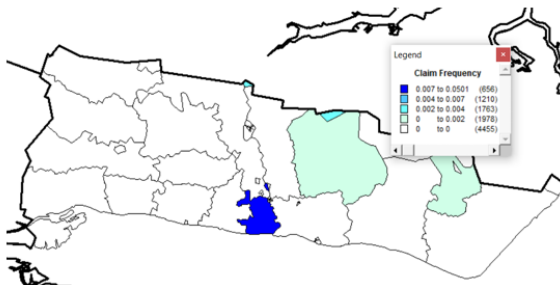 Legend
Claim Frequency
0.007 to 0.0501 (656)
0.004 to 0.007 (1210)
0.002 to 0.004 (1763)
to 0.002 (1978)
0 to 0 (4455)